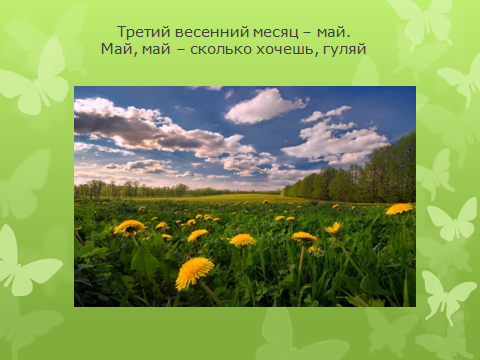 Третий весенний месяц – май.
Май, май – сколько хочешь, гуляй